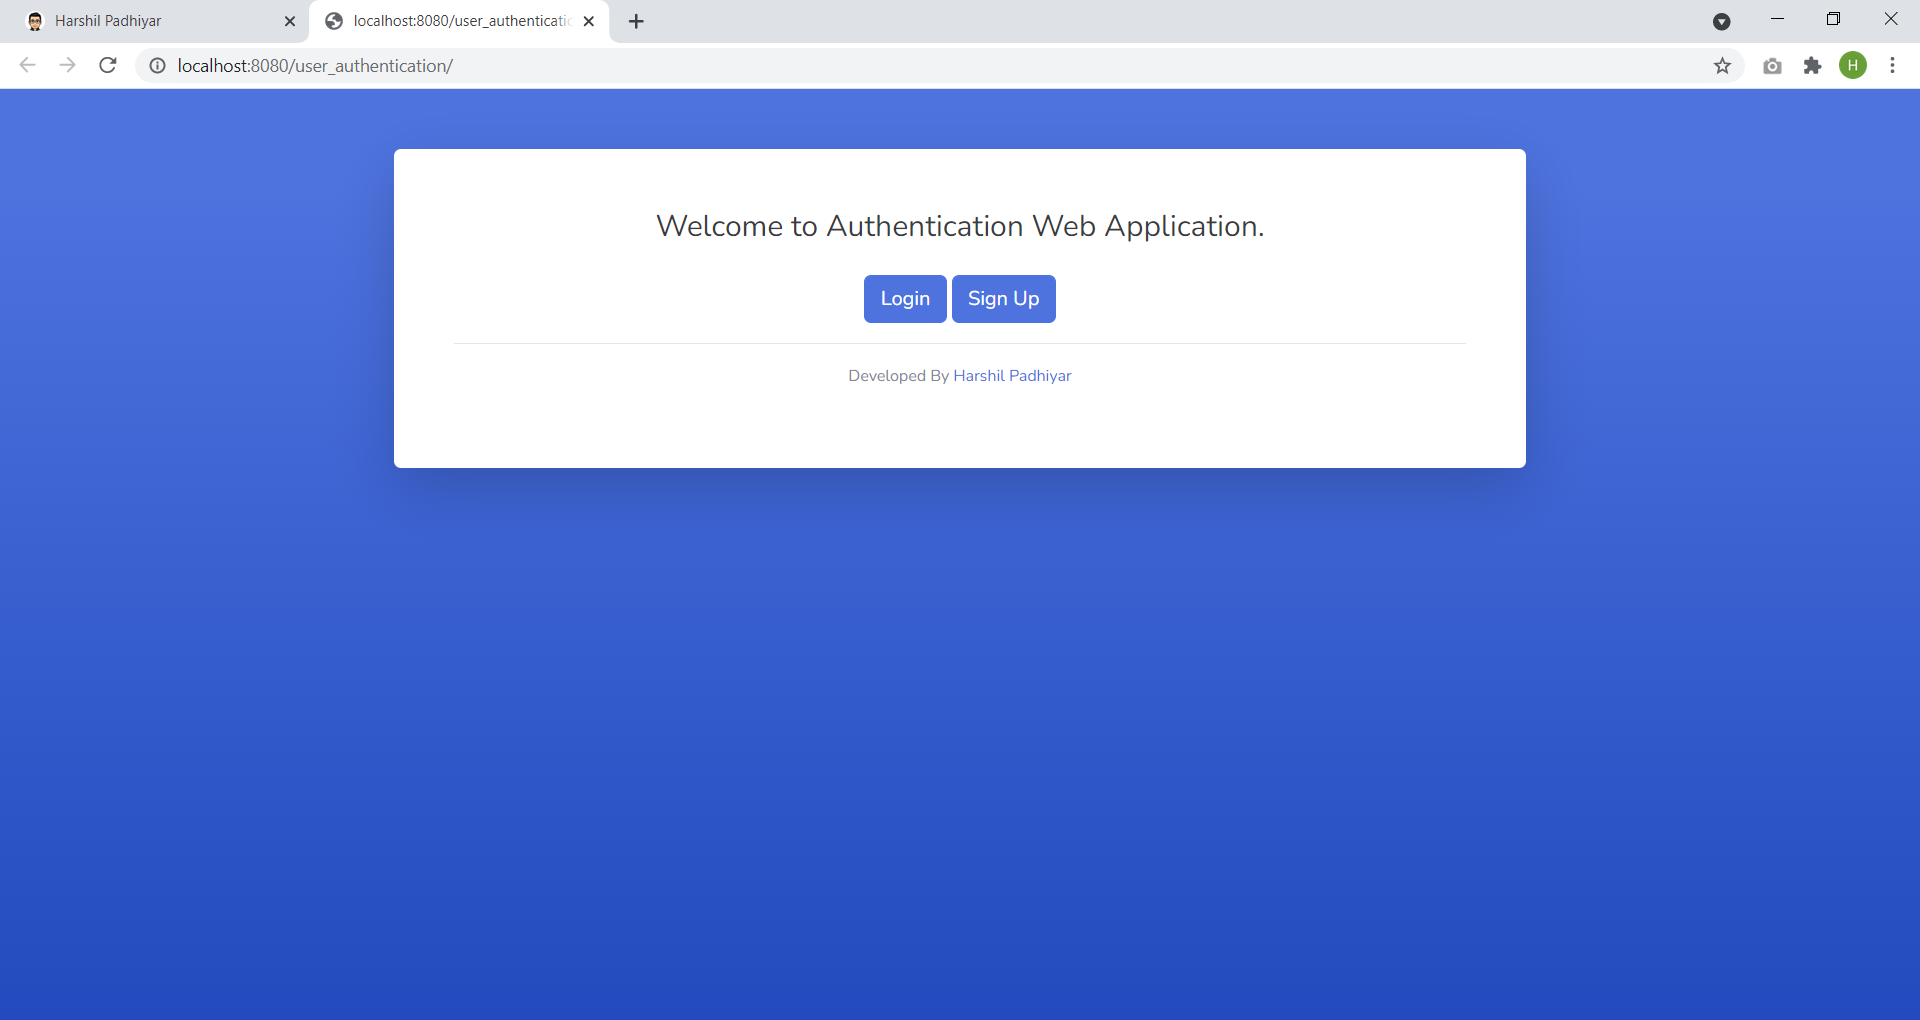 Harshil Padhiyar
localhost:8080/user_authenticatic
localhost:8080/user_authentication/
H
Welcome to Authentication Web Application.
Login Sign Up
Developed By Harshil Padhiyar